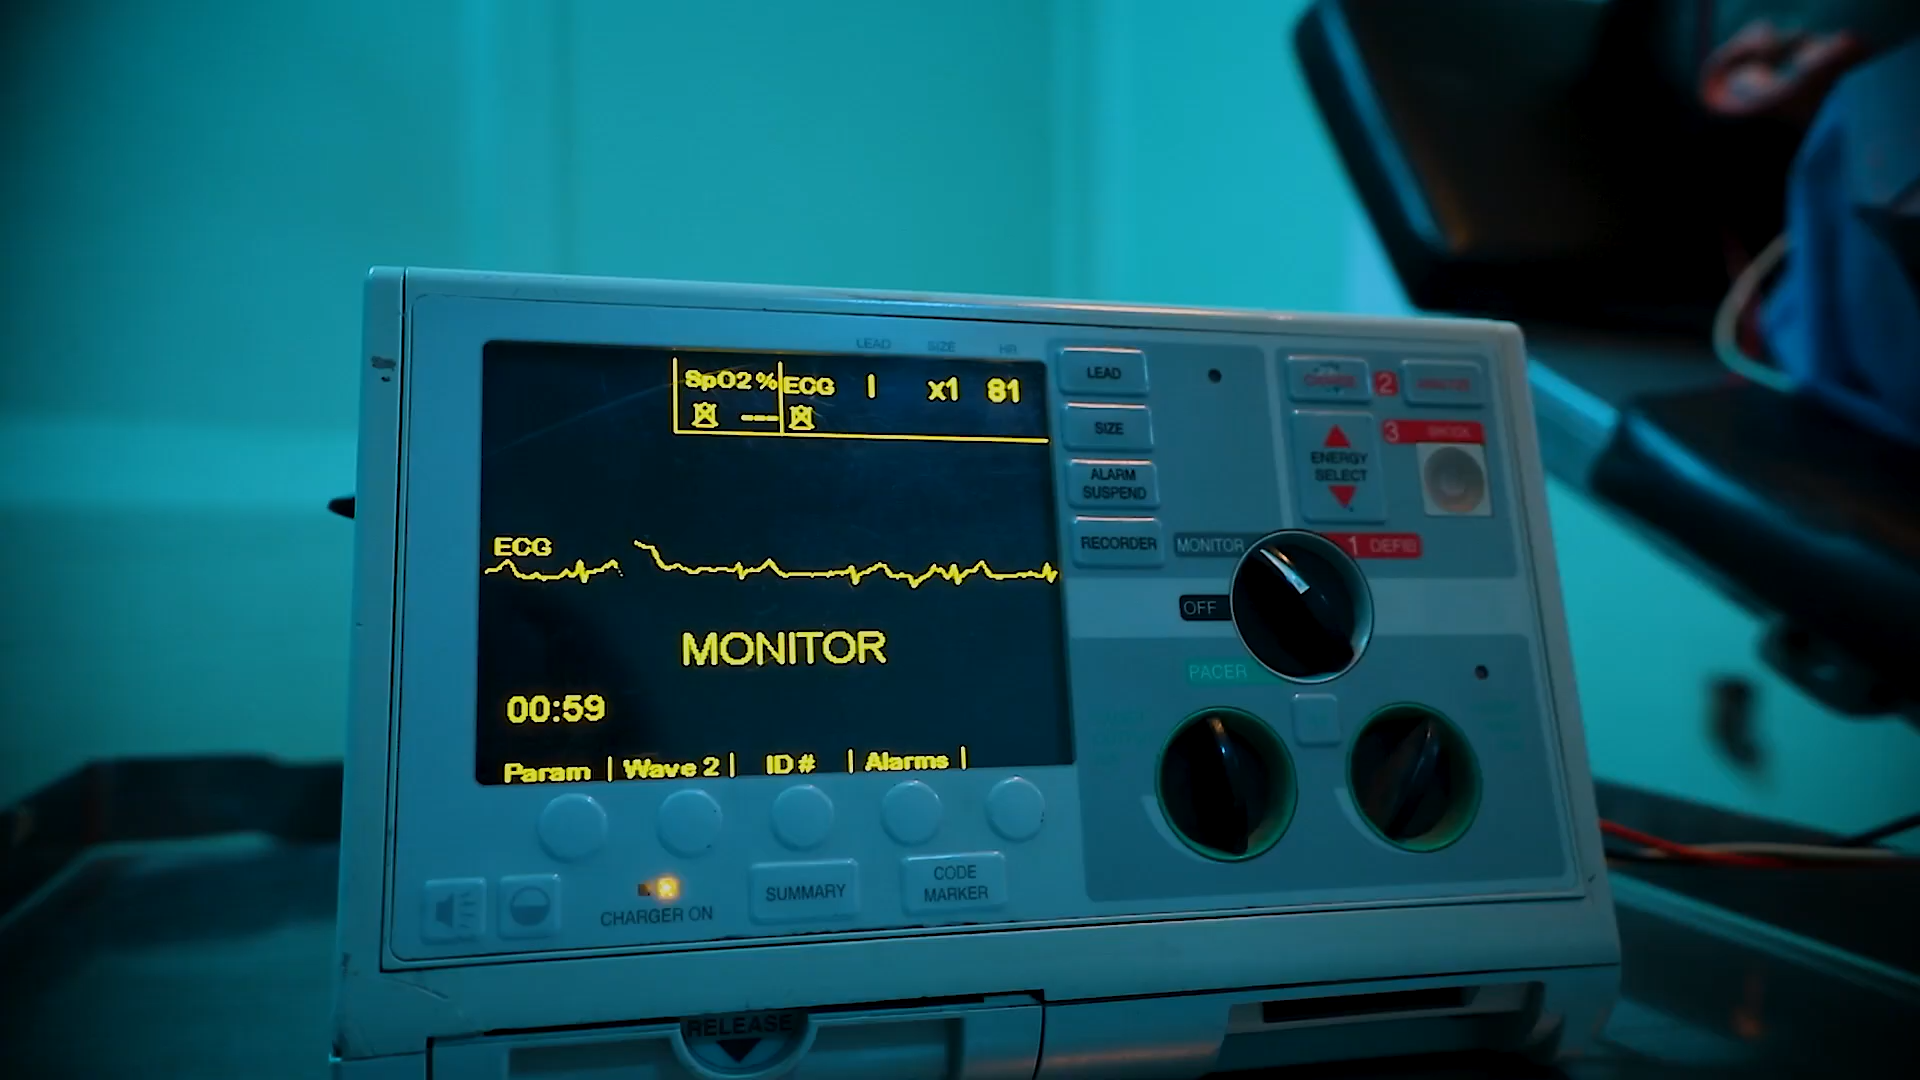 LEAD SIZE HR
SpO2 % ECG I x1 81
---
ECG
MONITOR
00:59
Param | Wave 2 | ID # | Alarms |
LEAD
SIZE
ALARM
SUSPEND
RECORDER
2
ENERGY
SELECT
3 SHOCK
MONITOR
1 DEFIB
OFF
PACER
CHARGER ON
SUMMARY
CODE
MARKER
RELEASE